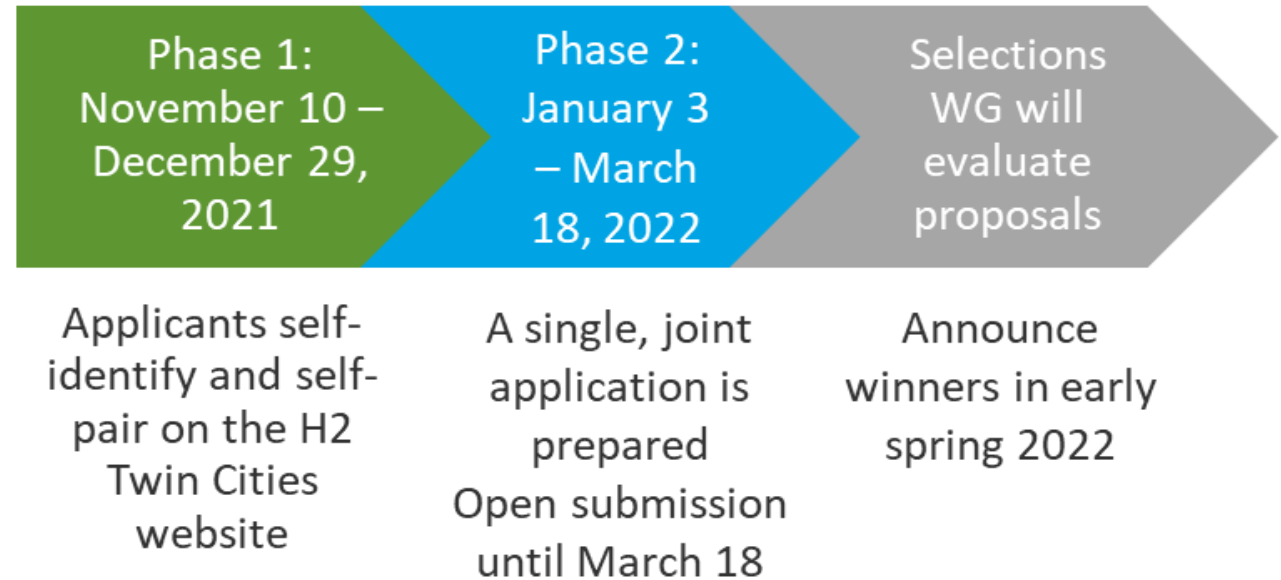 Phase 1:
November 10 –
December 29,
2021
Phase 2:
January 3
– March
18, 2022
Selections
WG will
evaluate
proposals
Applicants self-
identify and self-
pair on the H2
Twin Cities
website
A single, joint
application is
prepared
Open submission
until March 18
Announce
winners in early
spring 2022